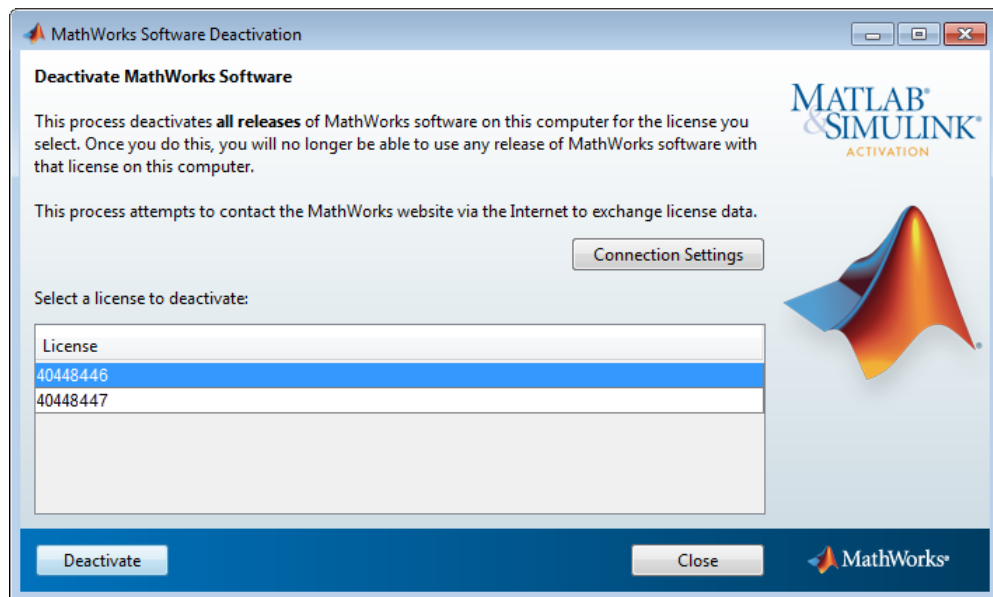 MathWorks Software Deactivation
Deactivate MathWorks Software
This process deactivates all releases of MathWorks software on this computer for the license you
select. Once you do this, you will no longer be able to use any release of MathWorks software with
that license on this computer.
This process attempts to contact the MathWorks website via the Internet to exchange license data.
Connection Settings
Select a license to deactivate:
License
40448446
40448447
Deactivate
Close
MATLAB®
&SIMULINK®
ACTIVATION
®
MathWorks®